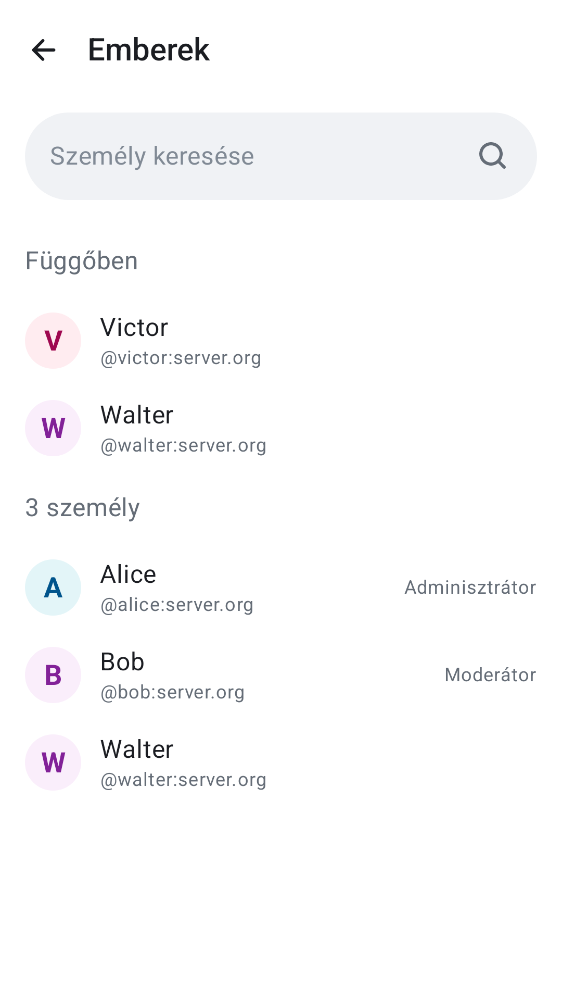 Emberek
Személy keresése
Függőben
V
Victor
@victor:server.org
W
Walter
@walter:server.org
3 személy
A
Alice
@alice:server.org
Adminisztrátor
B
Bob
@bob:server.org
Moderátor
W
Walter
@walter:server.org